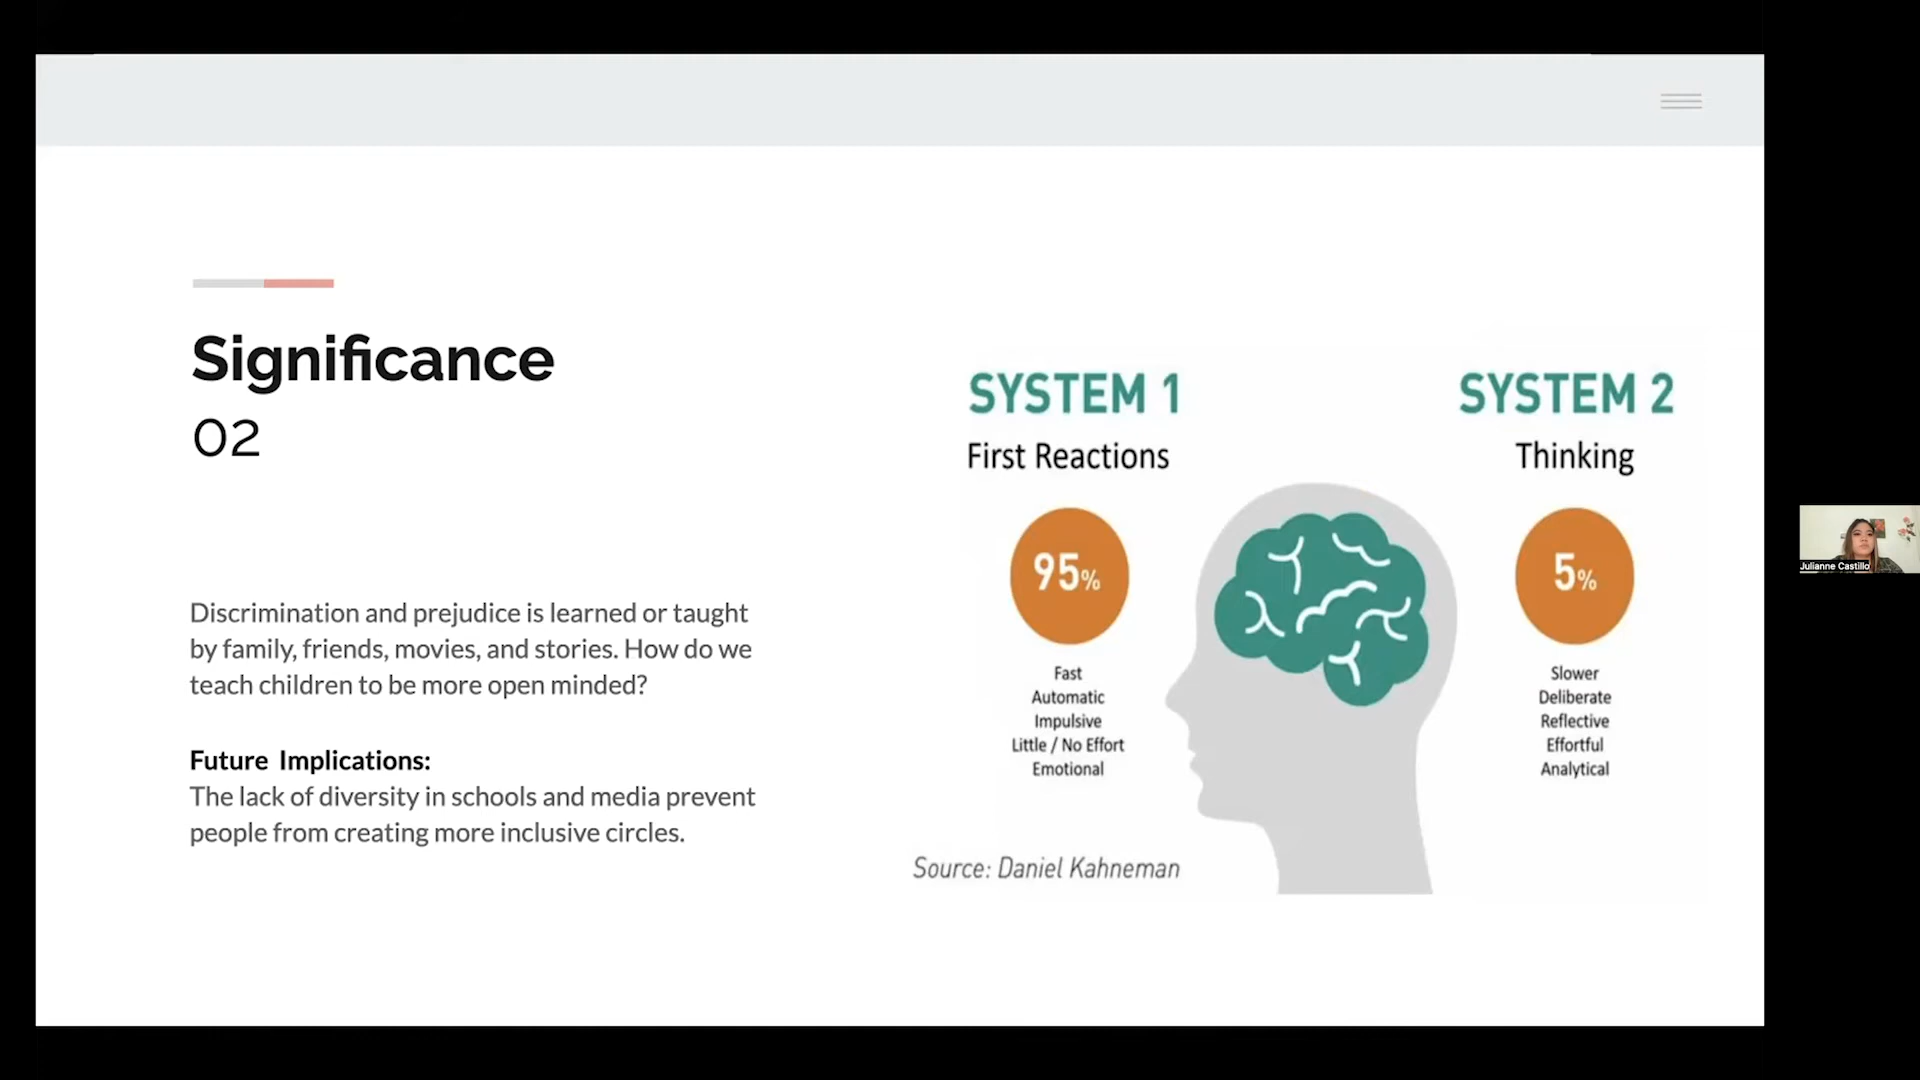 Significance
02
Discrimination and prejudice is learned or taught
by family, friends, movies, and stories. How do we
teach children to be more open minded?
Future Implications:
The lack of diversity in schools and media prevent
people from creating more inclusive circles.
SYSTEM 1
First Reactions
95%
Fast
Automatic
Impulsive
Little / No Effort
Emotional
SYSTEM 2
Thinking
5%
Slower
Deliberate
Reflective
Effortful
Analytical
Source: Daniel Kahneman
Julianne Castillo